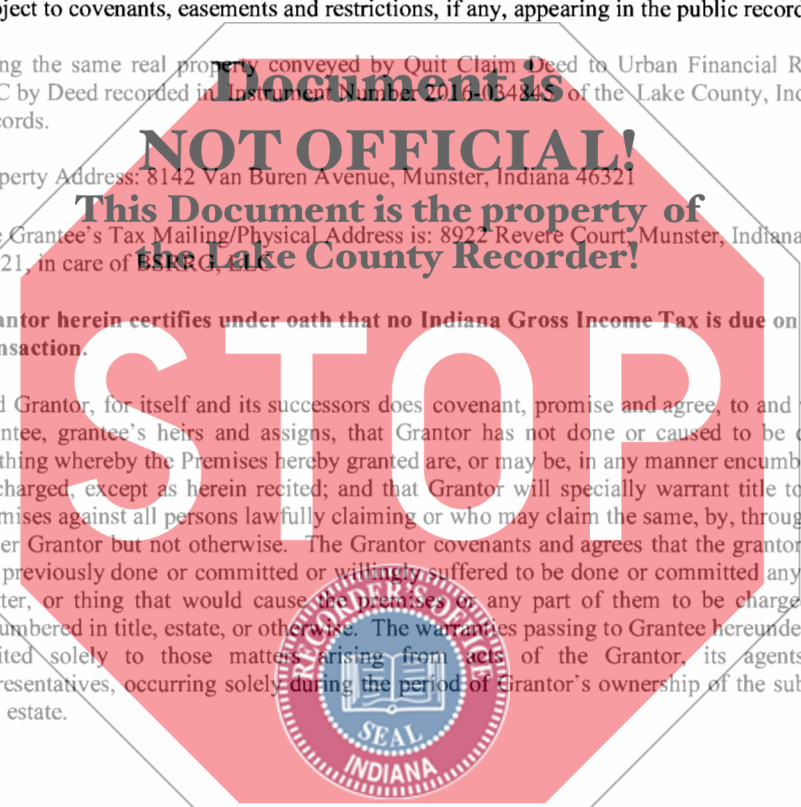 ject to covenants, easements and restrictions, if any, appearing in the public record
ng the same real property conveyed by Quit Claim Deed to Urban Financial R
C by Deed recorded in Instrument Number 2016-034845 of the Lake County, Ind
cords.
perty Address: 8142 Van Buren Avenue, Munster, Indiana 46321
e Grantee's Tax Mailing/Physical Address is: 8922 Revere Court, Munster, Indiana
21, in care of LLC
antor herein certifies under oath that no Indiana Gross Income Tax is due on
nsaction.
d Grantor, for itself and its successors does covenant, promise and agree, to and
ntee, grantee's heirs and assigns, that Grantor has not done or caused to be d
thing whereby the Premises hereby granted are, or may be, in any manner encumb
charged, except as herein recited; and that Grantor will specially warrant title to
mises against all persons lawfully claiming or who may claim the same, by, throug
er Grantor but not otherwise. The Grantor covenants and agrees that the grantor
previously done or committed or willingly suffered to be done or committed any
ter, or thing that would cause the premises or any part of them to be charge
umbered in title, estate, or otherwise. The warranties passing to Grantee hereunde
ited solely to those matters arising from acts of the Grantor, its agents
resentatives, occurring solely during the period of Grantor's ownership of the sub
estate.
Document is
NOT OFFICIAL!
This Document is the property of
the Lake County Recorder!
STOP
RECORDER'S OFFICE
SEAL
INDIANA